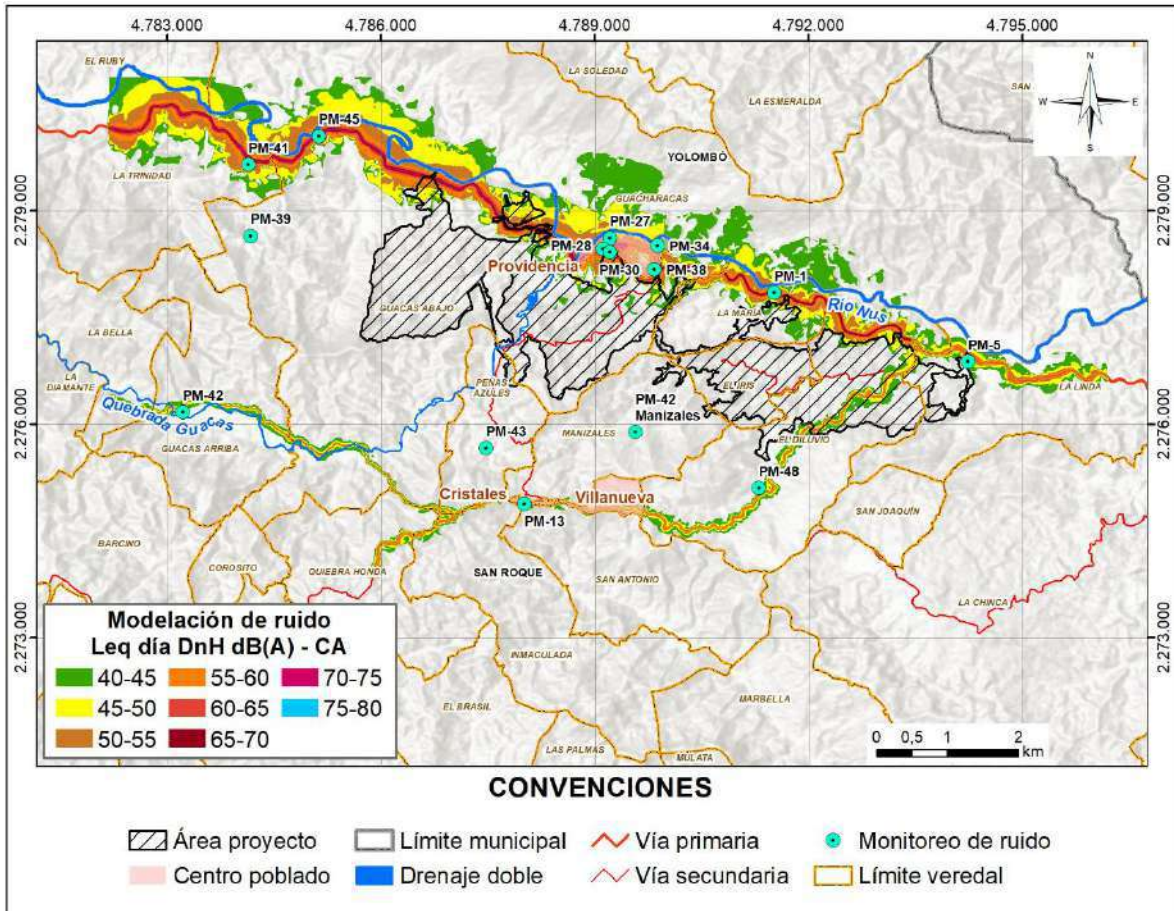 4.783.000
4.786.000
4.789.000
4.792.000
4.795.000
EL RUBY
LA SOLEDAD
LA ESMERALDA
SAN
N
W
E
S
PM-45
PM-41
YOLOMBÓ
LA TRINIDAD
2.279.000
2.279.000
GUACHARACAS
PM-39
PM-27
PM-28
PM-34
Providencia
PM-30
PM-38
PM-1
GUACAS ABAJO
LA MARÍA
Río Nus
LA BELLA
PM-5
LA
DIAMANTE
PEÑAS
AZULES
EL IRIS
LA LINDA
PM-42
PM-42
Manizales
Quebrada Guacas
2.276.000
2.276.000
GUACAS ARRIBA
PM-43
MANIZALES
EL DILUVIO
PM-48
Cristales
Villanueva
PM-13
SAN JOAQUÍN
BARCINO
COROSITO
QUIEBRA HONDA
SAN ROQUE
SAN ANTONIO
LA CHINCA
Modelación de ruido
Leq día DnH dB(A) - CA
40-45
55-60
70-75
45-50
60-65
75-80
50-55
65-70
2.273.000
2.273.000
INMACULADA
EL BRASIL
MARBELLA
LAS PALMAS
MULATA
0 0,5 1 2
km
CONVENCIONES
Área proyecto
Límite municipal
Vía primaria
Monitoreo de ruido
Centro poblado
Drenaje doble
Vía secundaria
Límite veredal